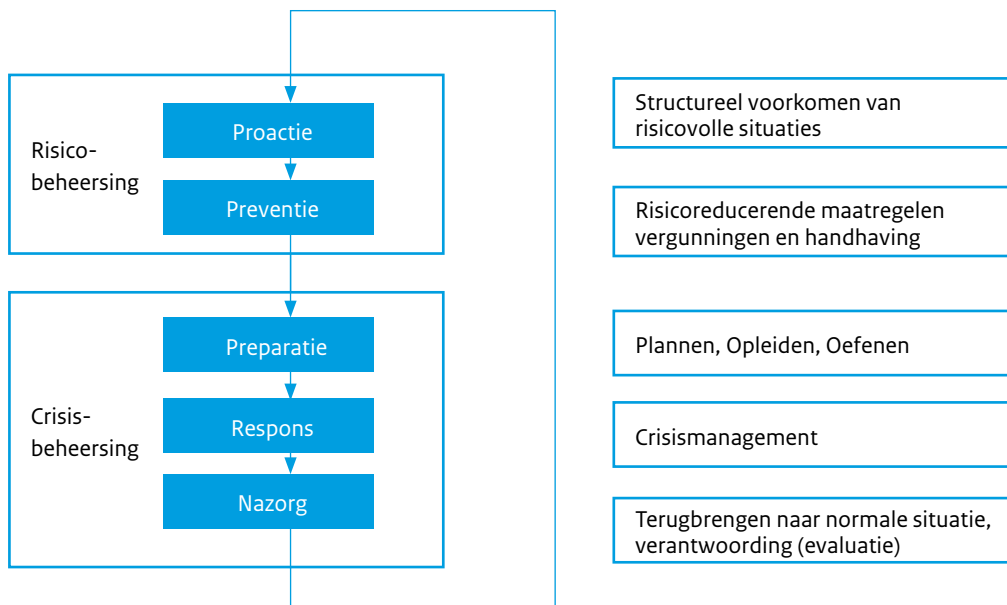 Risico-
beheersing
Proactie
Preventie
Structureel voorkomen van
risicovolle situaties
Risicoreducerende maatregelen
vergunningen en handhaving
Crisis-
beheersing
Preparatie
Respons
Nazorg
Plannen, Opleiden, Oefenen
Crisismanagement
Terugbrengen naar normale situatie,
verantwoording (evaluatie)